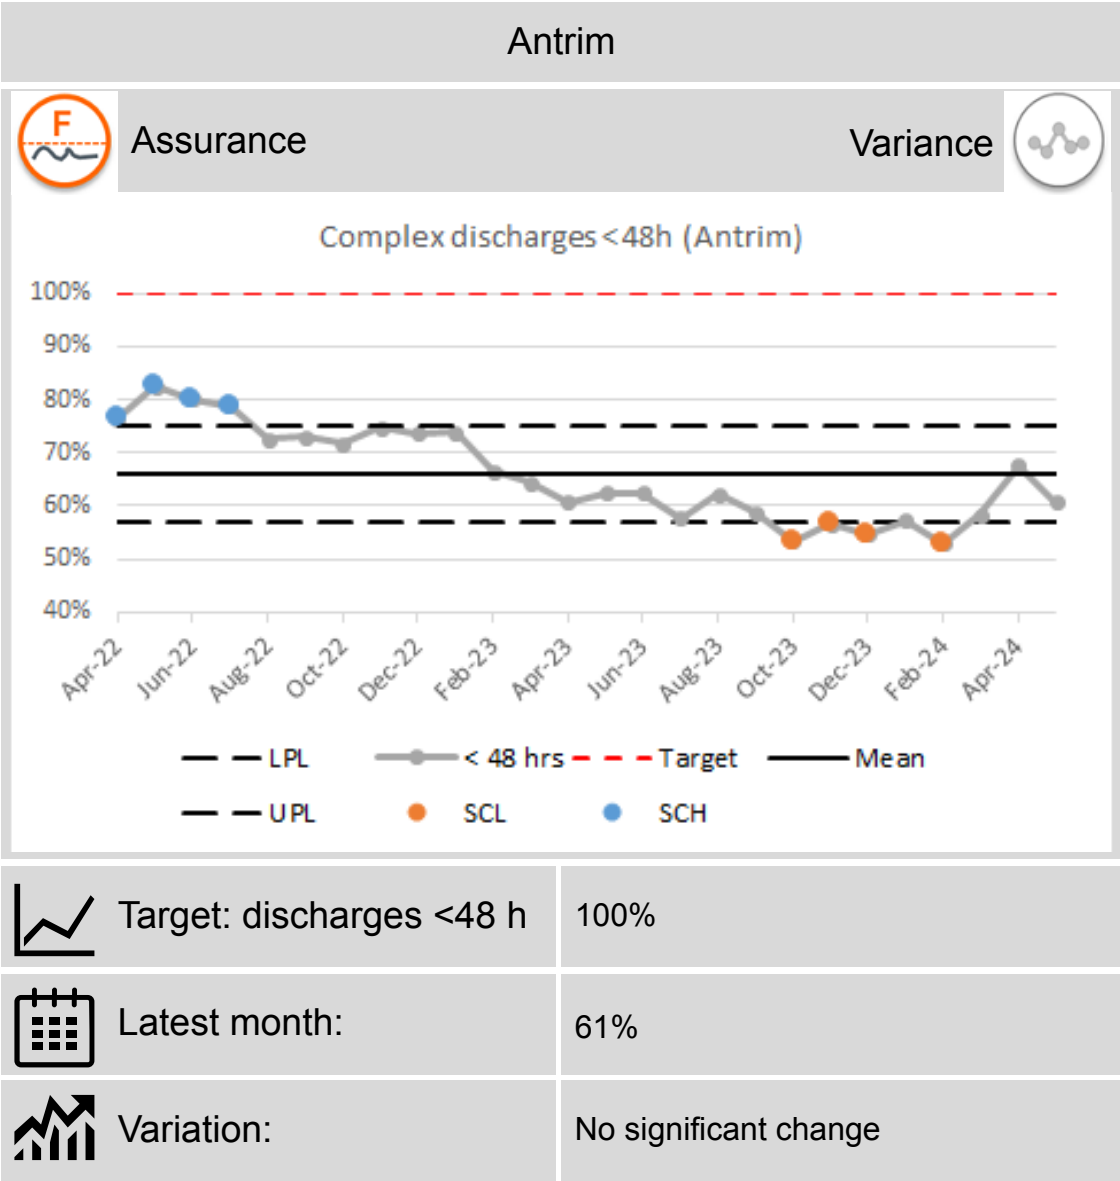 Antrim
F
Assurance
Variance
Complex discharges <48h (Antrim)
100%
90%
80%
70%
60%
50%
40%
Apr-22
Jun-22
Aug-22
Oct-22
Dec-22
Feb-23
Apr-23
Jun-23
Aug-23
Oct-23
Dec-23
Feb-24
Apr-24
LPL
< 48 hrs
Target
Mean
UPL
SCL
SCH
Target: discharges <48 h
100%
Latest month:
61%
Variation:
No significant change